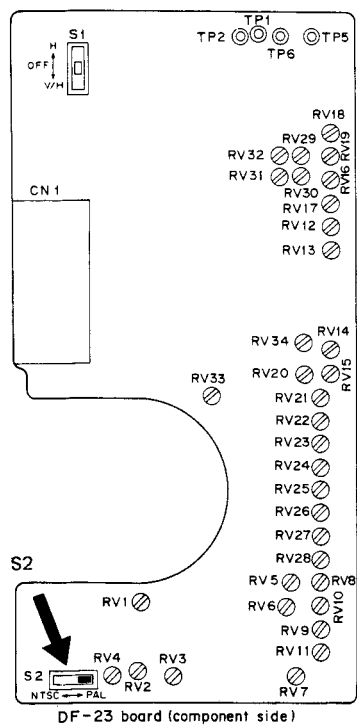 S1
H
OFF
V/H
TP1
TP2
TP6
TP5
RV18
RV29
RV19
RV32
RV31
RV16
RV30
RV17
RV12
RV13
CN1
RV34
RV14
RV20
RV15
RV33
RV21
RV22
RV23
RV24
RV25
RV26
RV27
RV28
S2
RV5
RV8
RV1
RV6
RV10
RV9
RV11
S2
RV4
RV2
RV3
RV7
NTSC ↔ PAL
DF-23 board (component side)